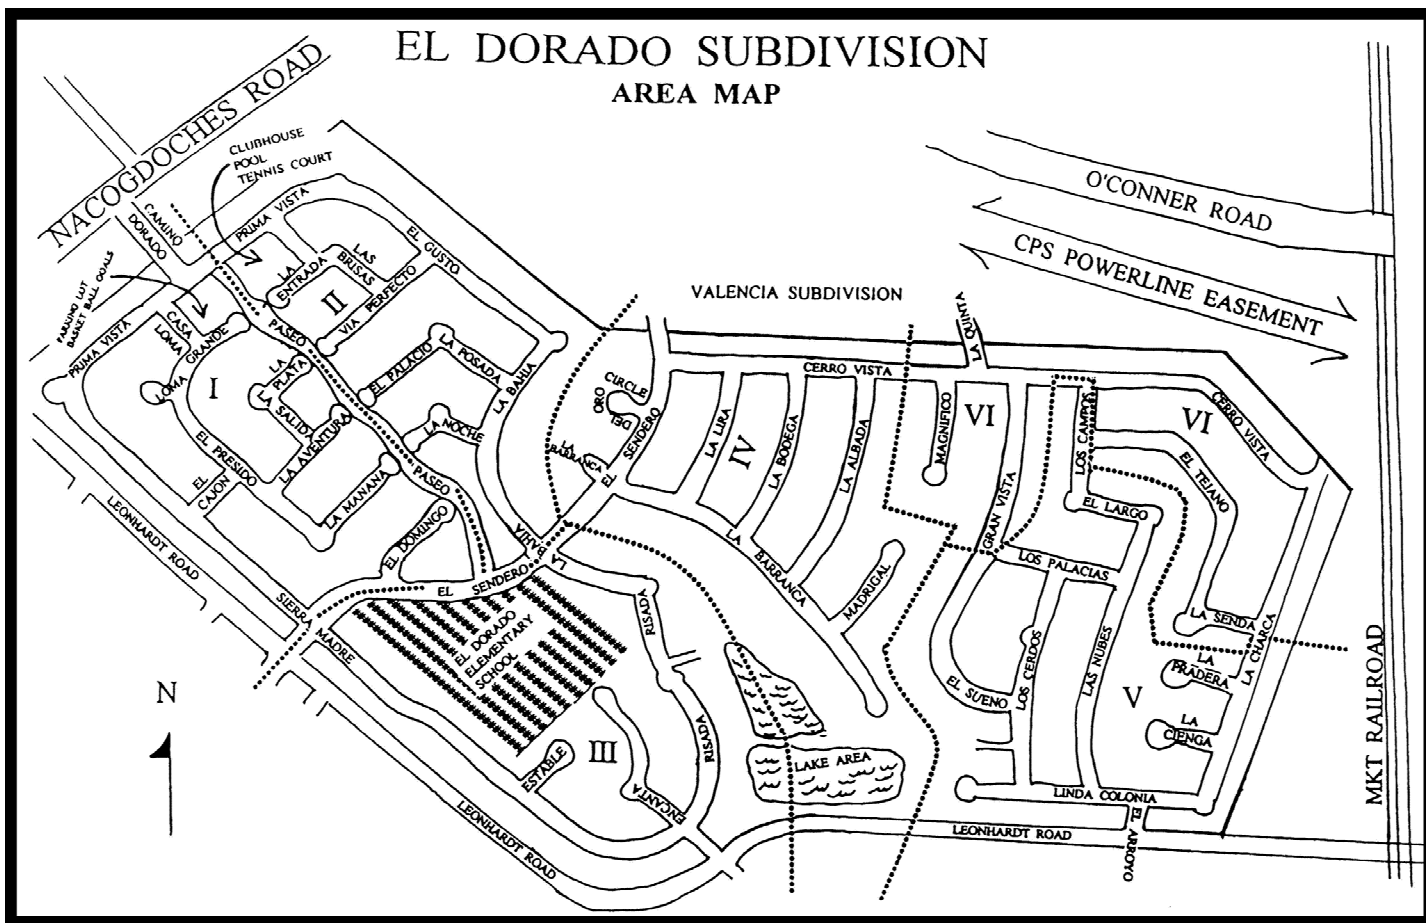 EL DORADO SUBDIVISION
AREA MAP
NACOGDOCHES ROAD
CLUBHOUSE
POOL
TENNIS COURT
O'CONNER ROAD
CPS POWERLINE EASEMENT
CAMINO
DORADO
PRIMA VISTA
EL GUSTO
LA
ENTRADA
LAS
BRISAS
II
VIA PERFECTO
PARKING LOT
BASKET BALL GOALS
PRIMA VISTA
CASA
LOMA
LOMA GRANDE
PASEO
I
LA
PLATA
LA SALIDA
LA AVENTURA
EL PALACIO
LA POSADA
LA BAHIA
LA NOCHE
EL PRESIDO
EL
CAJON
LA MANANA
PASEO
EL DOMINGO
LEONHARDT ROAD
SIERRA
MADRE
EL SENDERO
LA BAHIA
EL DORADO
ELEMENTARY
SCHOOL
RISADA
RISADA
N
ESTABLE
III
ENCANTA
LEONHARDT ROAD
VALENCIA SUBDIVISION
LA QUINTA
CERRO VISTA
ORO
CIRCLE
DEL
EL SENDERO
LA
BARRANCA
LA LIRA
IV
LA BODEGA
LA ALBADA
MAGNIFICO
VI
LOS CAMPOS
VI
CERRO VISTA
EL TEJANO
EL LARGO
GRAN VISTA
LOS PALACIAS
LA
BARRANCA
MADRIGAL
LA SENDA
LA CHARCA
LA
PRADERA
LA
CIENGA
V
EL SUENO
LOS CERDOS
LAS NUBES
LAKE AREA
LINDA COLONIA
LEONHARDT ROAD
EL ARROYO
MKT RAILROAD